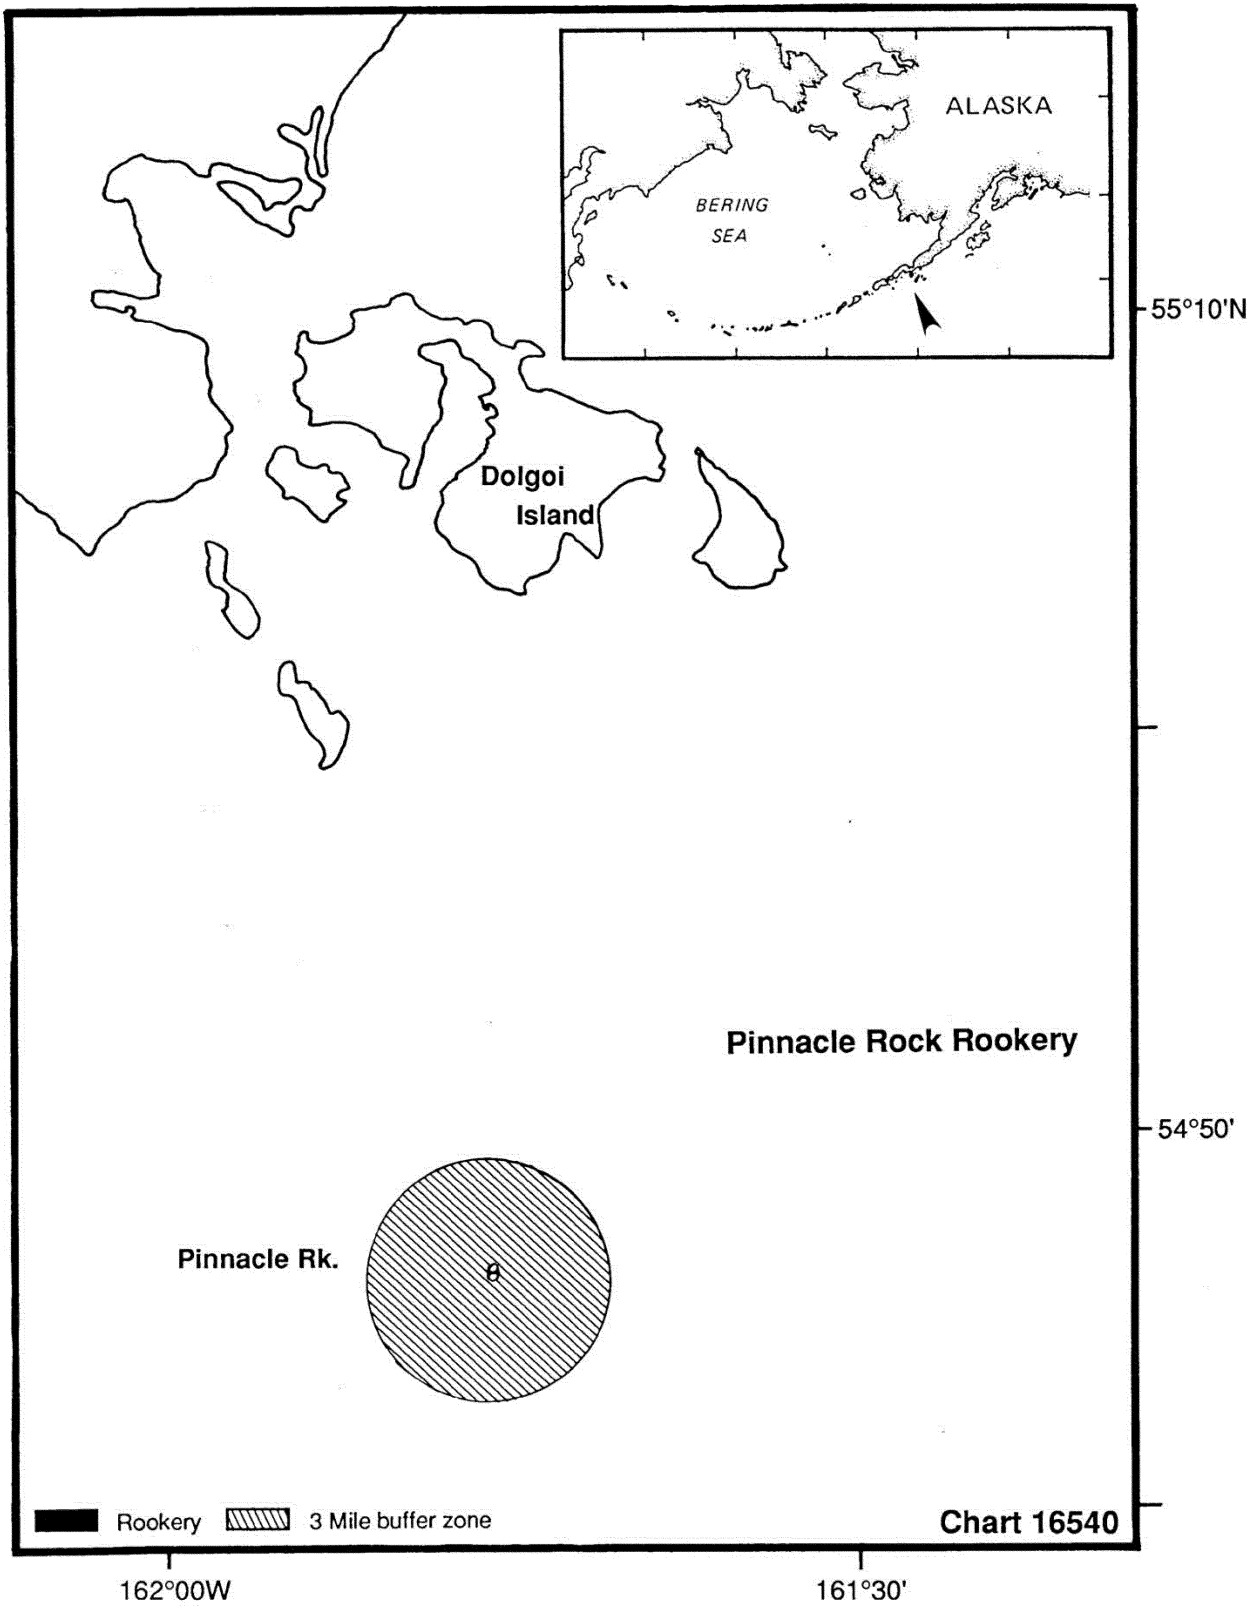 ALASKA
BERING
SEA
55°10'N
Dolgoi
Island
Pinnacle Rock Rookery
54°50'
Pinnacle Rk.
Rookery
3 Mile buffer zone
Chart 16540
162°00W
161°30'